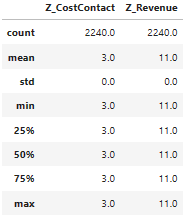 Z_CostContact Z_Revenue
count 2240.0 2240.0
mean 3.0 11.0
std 0.0 0.0
min 3.0 11.0
25% 3.0 11.0
50% 3.0 11.0
75% 3.0 11.0
max 3.0 11.0